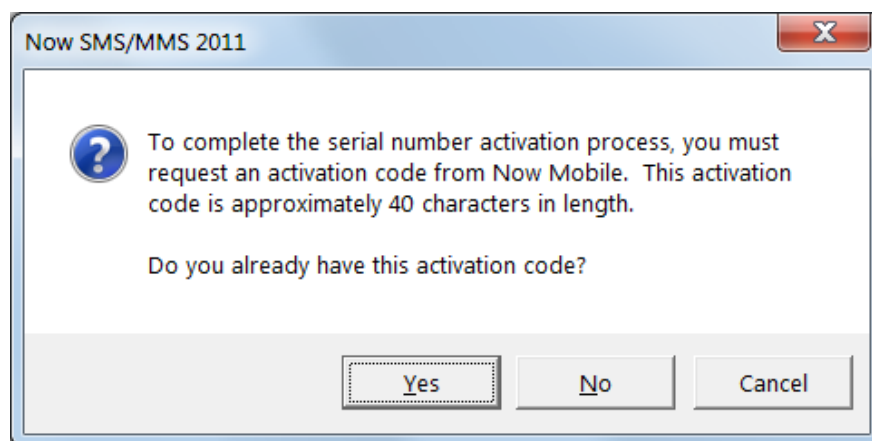 Now SMS/MMS 2011
To complete the serial number activation process, you must
request an activation code from Now Mobile.  This activation
code is approximately 40 characters in length.
Do you already have this activation code?
Yes
No
Cancel